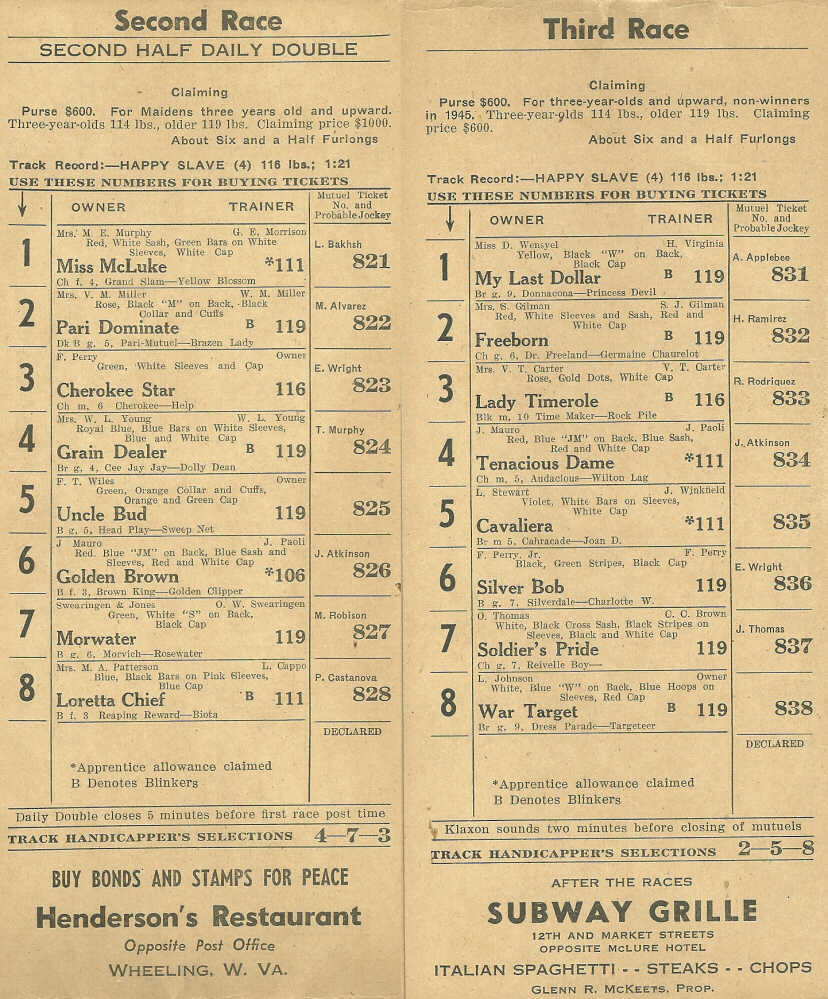 Second Race
SECOND HALF DAILY DOUBLE
Claiming
Purse $600. For Maidens three years old and upward.
Three-year-olds 114 lbs., older 119 lbs. Claiming price $1000.
About Six and a Half Furlongs
Track Record:—HAPPY SLAVE (4) 116 lbs.; 1:21
USE THESE NUMBERS FOR BUYING TICKETS
OWNER TRAINER
Mutuel Ticket
No. and
Probable Jockey
1
Mrs. M. E. Murphy G. E. Morrison
Red, White Sash, Green Bars on White
Sleeves, White Cap
Miss McLuke *111
Ch f. 4, Grand Slam—Yellow Blossom
L. Bakhsh
821
2
Mrs. V. M. Miller W. M. Miller
Rose, Black "M" on Back, Black
Collar and Cuffs
Pari Dominate B 119
Dk B g. 5, Pari-Mutuel—Brazen Lady
M. Alvarez
822
3
F. Perry Owner
Green, White Sleeves and Cap
Cherokee Star 116
Ch m, 6 Cherokee—Help
E. Wright
823
4
Mrs. W. L. Young W. L. Young
Royal Blue, Blue Bars on White Sleeves,
Blue and White Cap
Grain Dealer B 119
Br g. 4, Cee Jay Jay—Dolly Dean
T. Murphy
824
5
F. T. Wiles Owner
Green, Orange Collar and Cuffs,
Orange and Green Cap
Uncle Bud 119
B g, 5, Head Play—Sweep Net
825
6
J Mauro J. Paoli
Red, Blue "JM" on Back, Blue Sash and
Sleeves, Red and White Cap
Golden Brown *106
B f. 3, Brown King—Golden Clipper
J. Atkinson
826
7
Swearingen & Jones O. W. Swearingen
Green, White "S" on Back,
Black Cap
Morwater 119
B g. 6, Morvich—Rosewater
M. Robison
827
8
Mrs. M. A. Patterson L. Cappo
Blue, Black Bars on Pink Sleeves,
Blue Cap
Loretta Chief B 111
B f. 3 Reaping Reward—Biota
P. Castanova
828
DECLARED
*Apprentice allowance claimed
B Denotes Blinkers
Daily Double closes 5 minutes before first race post time
TRACK HANDICAPPER'S SELECTIONS 4—7—3
BUY BONDS AND STAMPS FOR PEACE
Henderson's Restaurant
Opposite Post Office
WHEELING, W. VA.
Third Race
Claiming
Purse $600. For three-year-olds and upward, non-winners
in 1945. Three-year-olds 114 lbs., older 119 lbs. Claiming
price $600.
About Six and a Half Furlongs
Track Record:—HAPPY SLAVE (4) 116 lbs.; 1:21
USE THESE NUMBERS FOR BUYING TICKETS
OWNER TRAINER
Mutuel Ticket
No. and
Probable Jockey
1
Miss D. Wensyel H. Virginia
Yellow, Black "W" on Back,
Black Cap
My Last Dollar B 119
Br g. 9, Donnacona—Princess Devil
A. Applebee
831
2
Mrs. S. Gilman S. J. Gilman
Red, White Sleeves and Sash, Red and
White Cap
Freeborn B 119
Ch g. 6, Dr. Freeland—Germaine Chaurelot
H. Ramirez
832
3
Mrs. V. T. Carter V. T. Carter
Rose, Gold Dots, White Cap
Lady Timerole B 116
Blk m, 10 Time Maker—Rock Pile
R. Rodriquez
833
4
J. Mauro J. Paoli
Red, Blue "JM" on Back, Blue Sash,
Red and White Cap
Tenacious Dame *111
Ch m, 5, Audacious—Wilton Lag
J. Atkinson
834
5
L. Stewart J. Winkfield
Violet, White Bars on Sleeves,
White Cap
Cavaliera *111
Br m 5, Cahracade—Joan D.
835
6
F. Perry, Jr. F. Perry
Black, Green Stripes, Black Cap
Silver Bob 119
B g. 7, Silverdale—Charlotte W.
E. Wright
836
7
O. Thomas C. C. Brown
White, Black Cross Sash, Black Stripes on
Sleeves, Black and White Cap
Soldier's Pride 119
Ch g. 7, Reivelle Boy—
J. Thomas
837
8
L. Johnson Owner
White, Blue "W" on Back, Blue Hoops on
Sleeves, Red Cap
War Target B 119
Br g. 9, Dress Parade—Targeteer
838
DECLARED
*Apprentice allowance claimed
B Denotes Blinkers
Klaxon sounds two minutes before closing of mutuels
TRACK HANDICAPPER'S SELECTIONS 2—5—8
AFTER THE RACES
SUBWAY GRILLE
12TH AND MARKET STREETS
OPPOSITE McLURE HOTEL
ITALIAN SPAGHETTI - - STEAKS - - CHOPS
GLENN R. McKEETS, PROP.